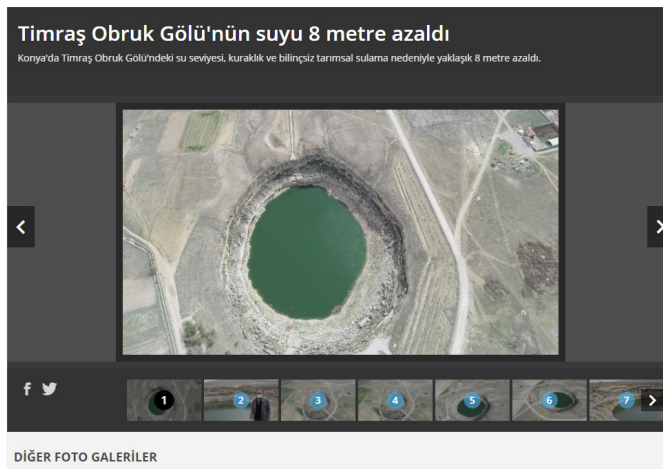 Timraş Obruk Gölü'nün suyu 8 metre azaldı
Konya'da Timraş Obruk Gölü'ndeki su seviyesi, kuraklık ve bilinçsiz tarımsal sulama nedeniyle yaklaşık 8 metre azaldı.
1 2 3 4 5 6 7
DİĞER FOTO GALERİLER